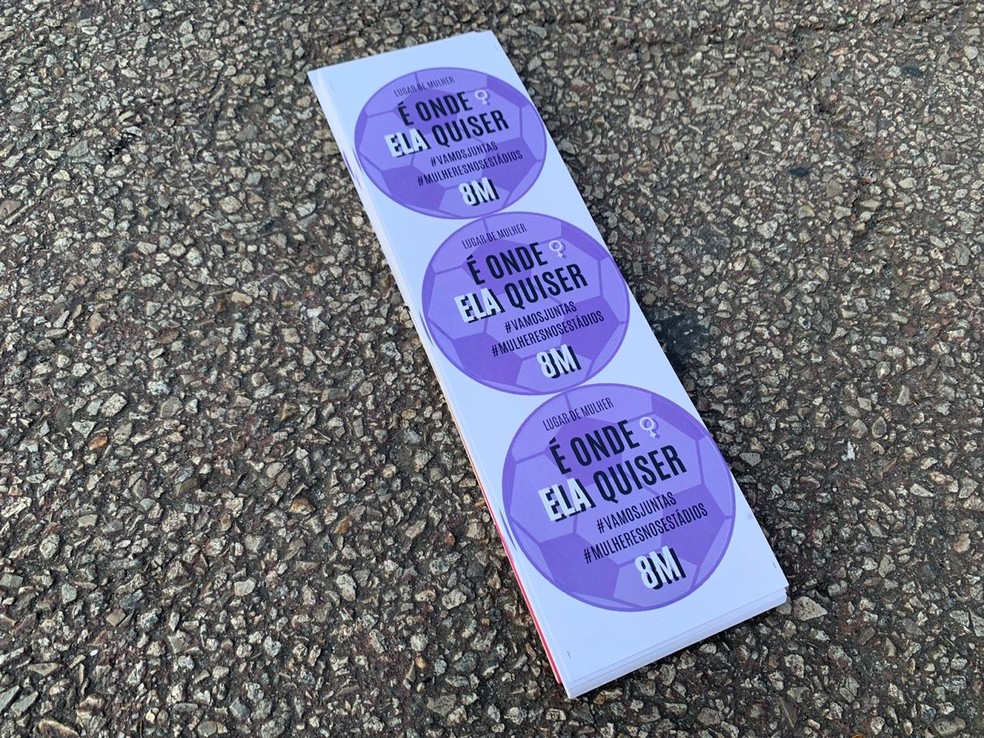 LUGAR DE MULHER
É ONDE
ELA QUISER
#VAMOSJUNTAS
#MULHERESNOSESTÁDIOS
8M
LUGAR DE MULHER
É ONDE
ELA QUISER
#VAMOSJUNTAS
#MULHERESNOSESTÁDIOS
8M
LUGAR DE MULHER
É ONDE
ELA QUISER
#VAMOSJUNTAS
#MULHERESNOSESTÁDIOS
8M